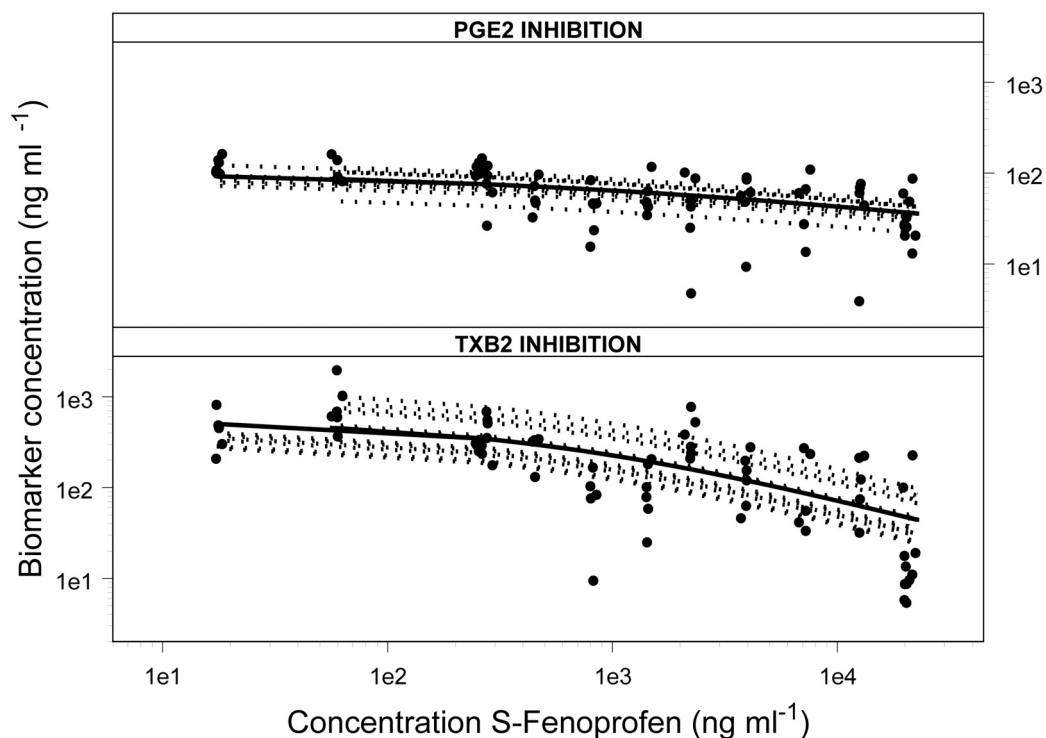 PGE2 INHIBITION
1e3
1e2
1e1
TXB2 INHIBITION
1e3
1e2
1e1
Biomarker concentration (ng ml -1)
1e1 1e2 1e3 1e4
Concentration S-Fenoprofen (ng ml-1)